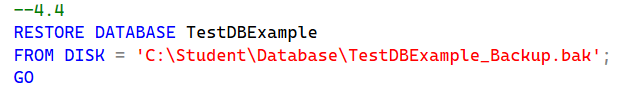 --4.4
RESTORE DATABASE TestDBExample
FROM DISK = 'C:\Student\Database\TestDBExample_Backup.bak';
GO